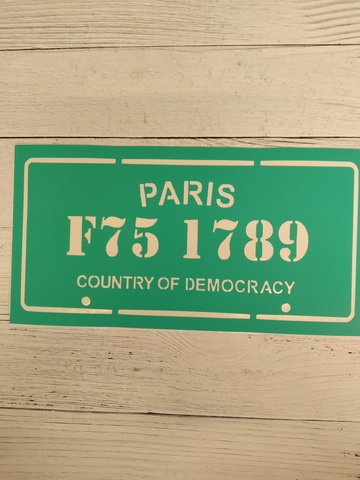 PARIS
F75 1789
COUNTRY OF DEMOCRACY